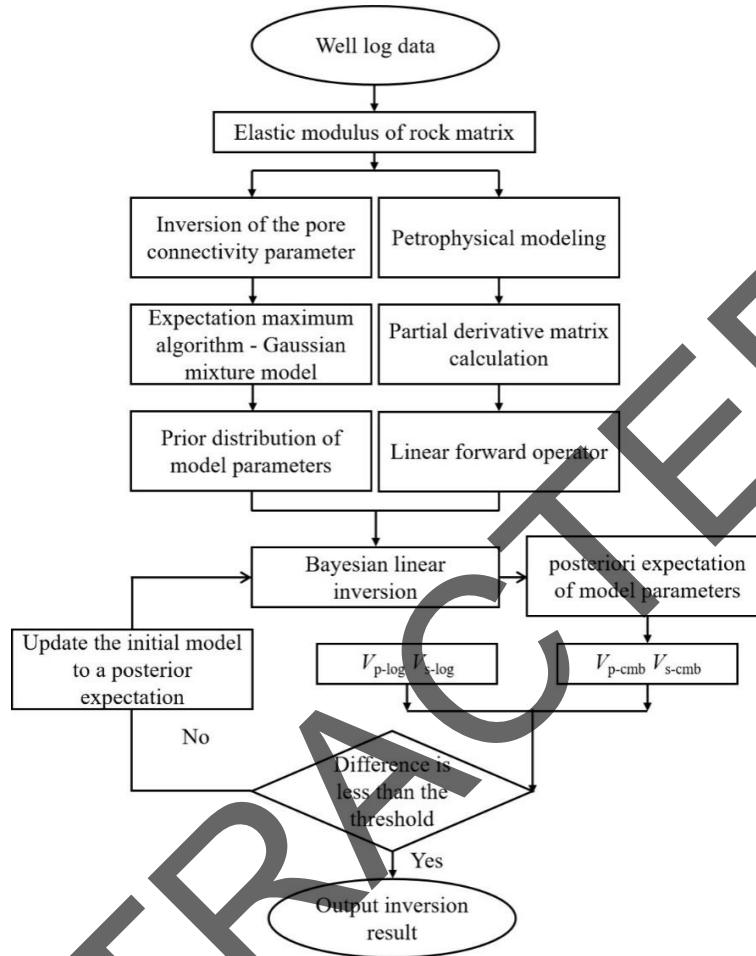 Well log data
Elastic modulus of rock matrix
Inversion of the pore
connectivity parameter
Petrophysical modeling
Expectation maximum
algorithm - Gaussian
mixture model
Partial derivative matrix
calculation
Prior distribution of
model parameters
Linear forward operator
Bayesian linear
inversion
posteriori expectation
of model parameters
Update the initial model
to a posterior
expectation
Vp-log Vs-log
Vp-cmb Vs-cmb
No
Difference is
less than the
threshold
Yes
Output inversion
result
TRACTE